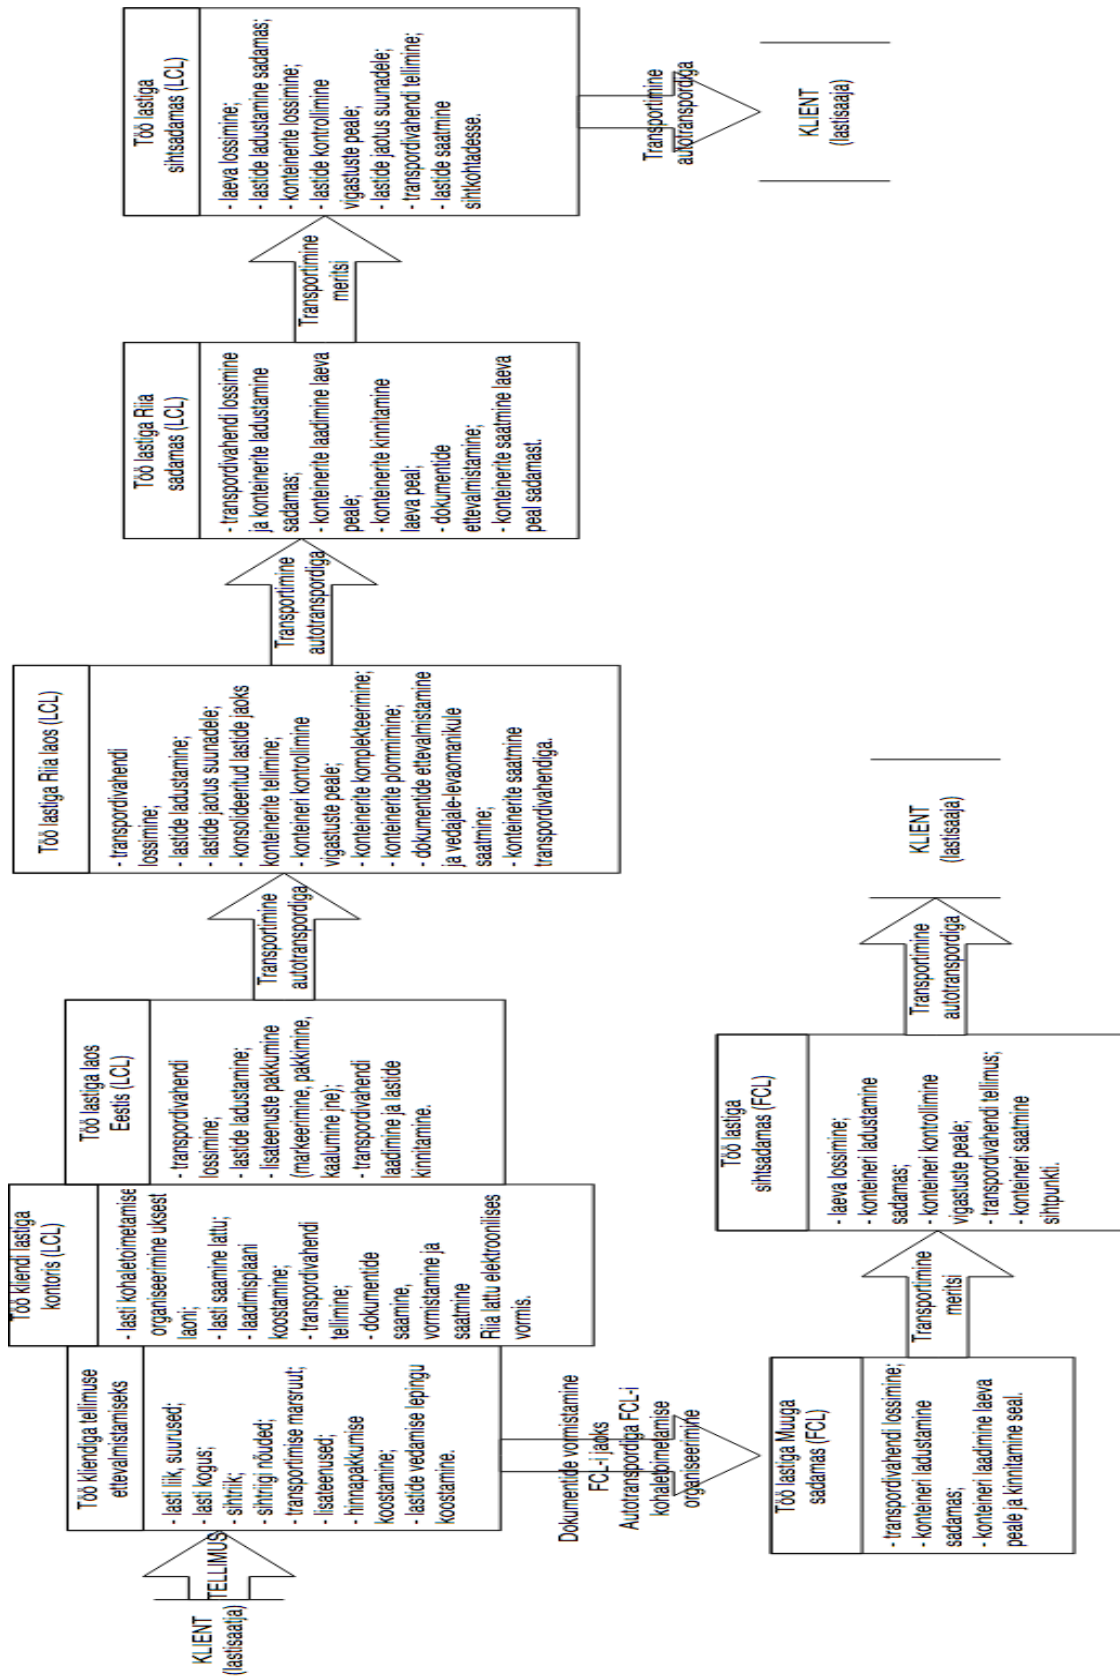 KLIENT
(lastisaatja)
TELLIMUS
Töö kliendiga tellimuse
ettevalmistamiseks
- lasti liik, suurused;
- lasti kogus;
- sihtriik;
- sihtriigi nõuded;
- transportimise marsruut;
- lisateenused;
- hinnapakkumise
koostamine;
- lastide vedamise lepingu
koostamine.
Töö kliendi lastiga
kontoris (LCL)
- lasti kohaletoimetamise
organiseerimine uksest
laoni;
- lasti saamine lattu;
- laadimisplaani
koostamine;
- transpordivahendi
tellimine;
- dokumentide
saamine,
vormistamine ja
saatmine
Riia lattu elektroonilises
vormis.
Töö lastiga laos
Eestis (LCL)
- transpordivahendi
lossimine;
- lastide ladustamine;
- lisateenuste pakkumine
(markeerimine, pakkimine,
kaalumine jne);
- transpordivahendi
laadimine ja lastide
kinnitamine.
Transportimine
autotranspordiga
Töö lastiga Riia laos (LCL)
- transpordivahendi
lossimine;
- lastide ladustamine;
- lastide jaotus suunadele;
- konsolideeritud lastide jaoks
konteinerite tellimine;
- konteineri kontrollimine
vigastuste peale;
- konteinerite komplekteerimine;
- konteinerite plommimine;
- dokumentide ettevalmistamine
ja vedajale-levaomanikule
saatmine;
- konteinerite saatmine
transpordivahendiga.
Transportimine
autotranspordiga
Töö lastiga Riia
sadamas (LCL)
- transpordivahendi lossimine
ja konteinerite ladustamine
sadamas;
- konteinerite laadimine laeva
peale;
- konteinerite kinnitamine
laeva peal;
- dokumentide
ettevalmistamine;
- konteinerite saatmine laeva
peal sadamast.
Transportimine
meritsi
Töö lastiga
sihtsadamas (LCL)
- laeva lossimine;
- lastide ladustamine sadamas;
- konteinerite lossimine;
- lastide kontrollimine
vigastuste peale;
- lastide jaotus suunadele;
- transpordivahendi tellimine;
- lastide saatmine
sihtkohtadesse.
Transportimine
autotranspordiga
KLIENT
(lastisaaja)
Dokumentide vormistamine
FCL-i jaoks
Autotranspordiga FCL-i
kohaletoimetamise
organiseerimine
Töö lastiga Muuga
sadamas (FCL)
- transpordivahendi lossimine;
- konteineri ladustamine
sadamas;
- konteineri laadimine laeva
peale ja kinnitamine seal.
Transportimine
meritsi
Töö lastiga
sihtsadamas (FCL)
- laeva lossimine;
- konteineri ladustamine
sadamas;
- konteineri kontrollimine
vigastuste peale;
- transpordivahendi tellimus;
- konteineri saatmine
sihtpunkti.
Transportimine
autotranspordiga
KLIENT
(lastisaaja)